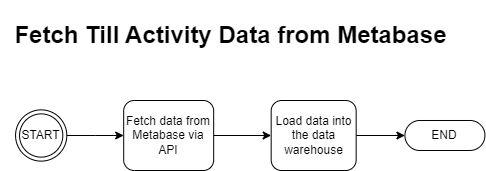 Fetch Till Activity Data from Metabase
START
Fetch data from
Metabase via
API
Load data into
the data
warehouse
END